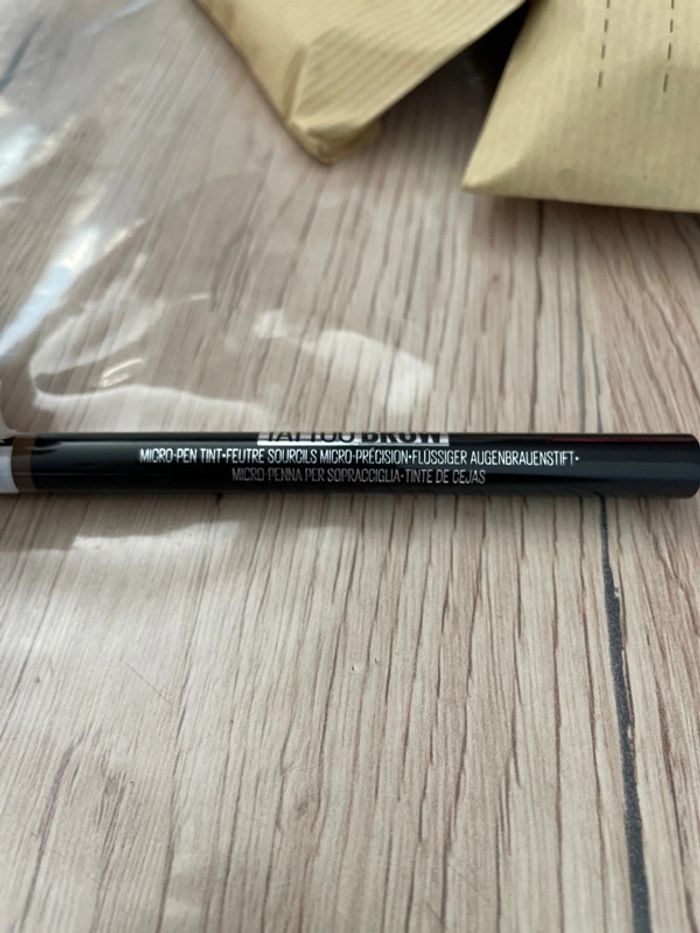 TATTOO BROW
MICRO-PEN TINT•FEUTRE SOURCILS MICRO-PRÉCISION•FLÜSSIGER AUGENBRAUENSTIFT•
MICRO-PENNA PER SOPRACCIGLIA•TINTE DE CEJAS